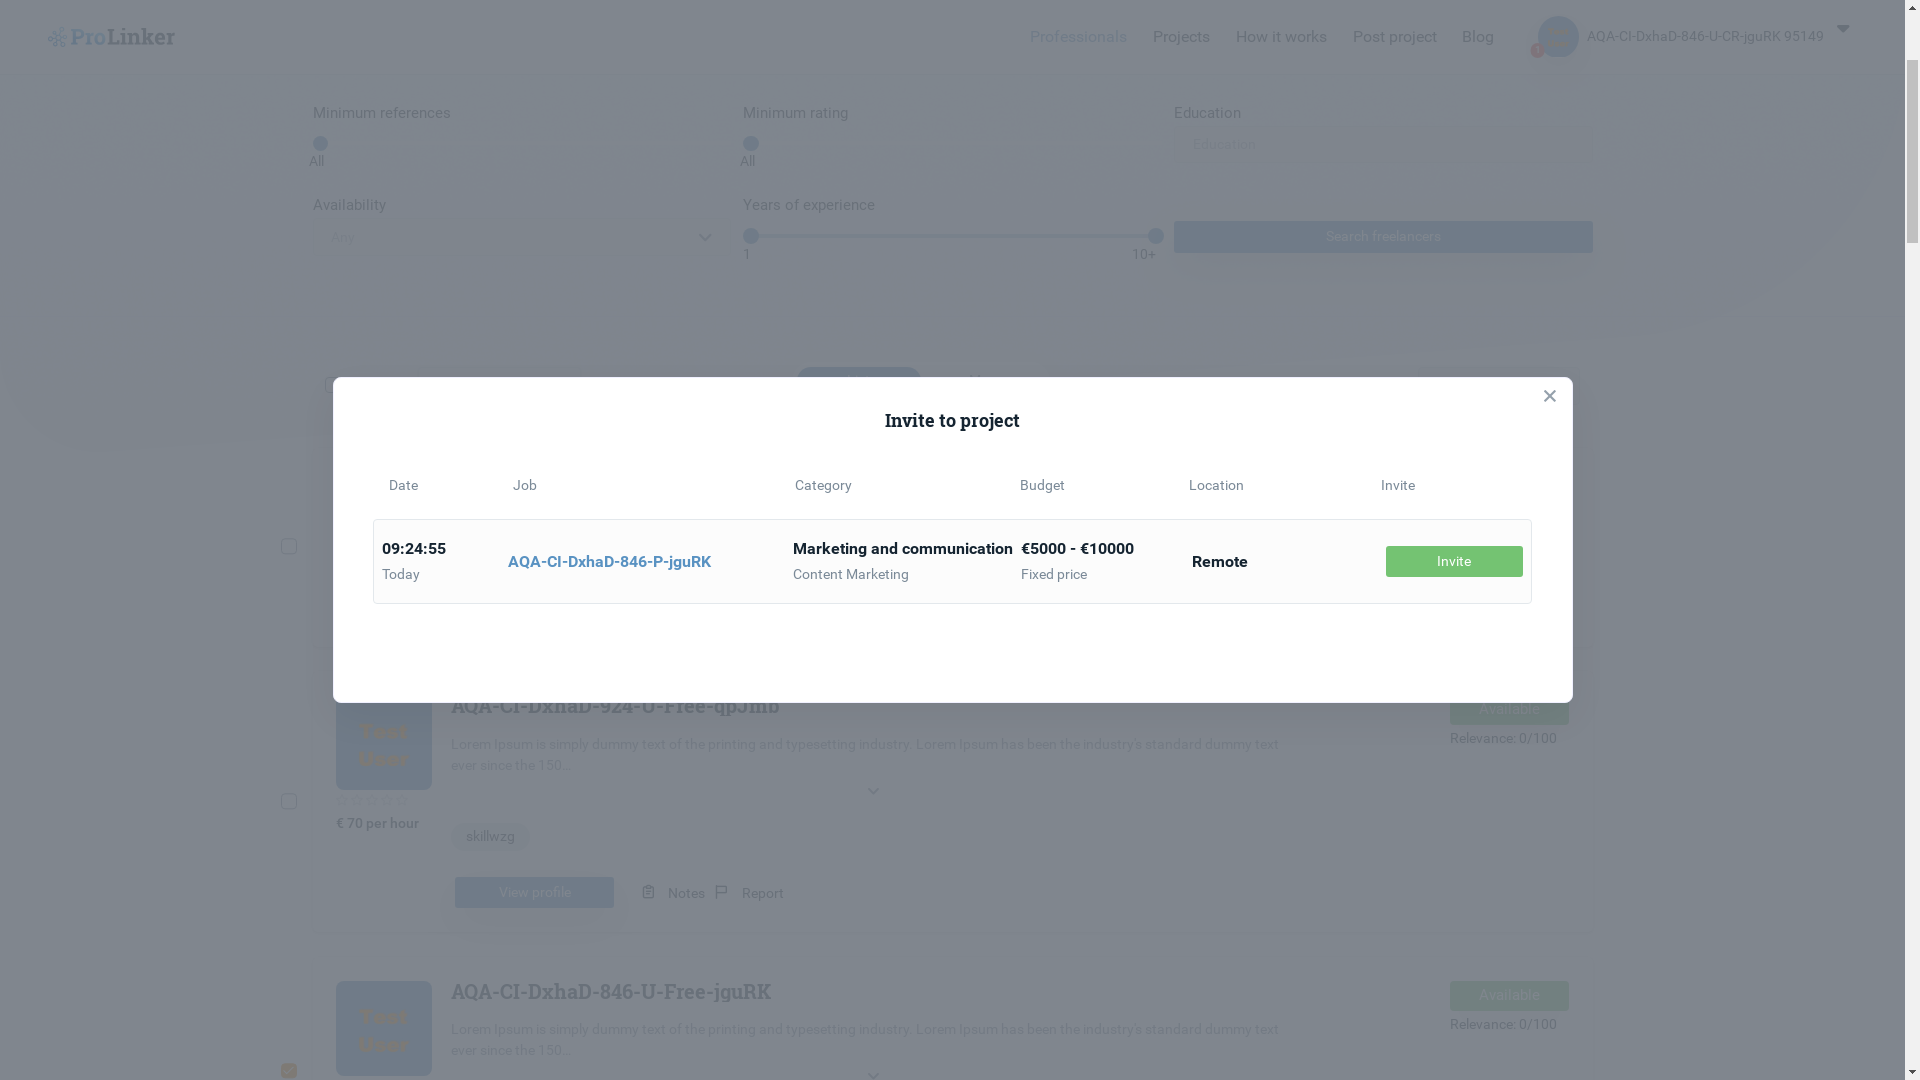 ProLinker
Professionals Projects How it works Post project Blog AQA-CI-DxhaD-846-U-CR-jguRK 95149
Minimum references Minimum rating Education
Education
All All
Availability Years of experience
Any Search freelancers
1 10+
Invite to project
Date Job Category Budget Location Invite
09:24:55 Marketing and communication €5000 - €10000
AQA-CI-DxhaD-846-P-jguRK Remote Invite
Today Content Marketing Fixed price
AQA-CI-DxhaD-924-U-Free-qpJmb Available
Test
User
Relevance: 0/100
Lorem Ipsum is simply dummy text of the printing and typesetting industry. Lorem Ipsum has been the industry's standard dummy text
ever since the 150...
€ 70 per hour
skillwzg
View profile Notes Report
AQA-CI-DxhaD-846-U-Free-jguRK Available
Test
User
Relevance: 0/100
Lorem Ipsum is simply dummy text of the printing and typesetting industry. Lorem Ipsum has been the industry's standard dummy text
ever since the 150...